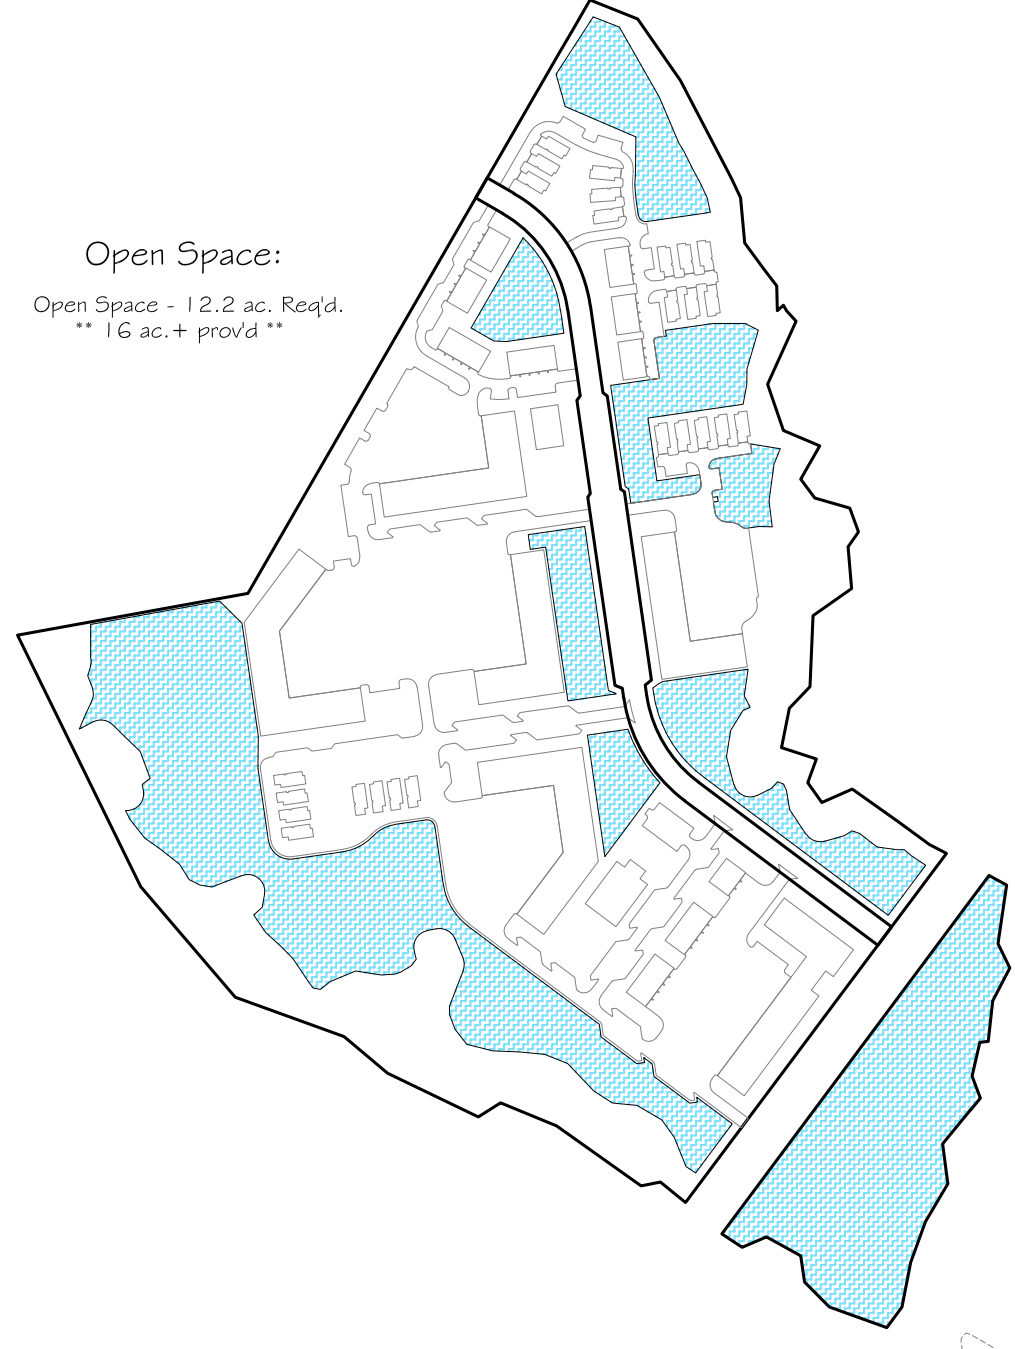 Open Space:
Open Space - 12.2 ac. Req'd.
** 16 ac.+ prov'd **